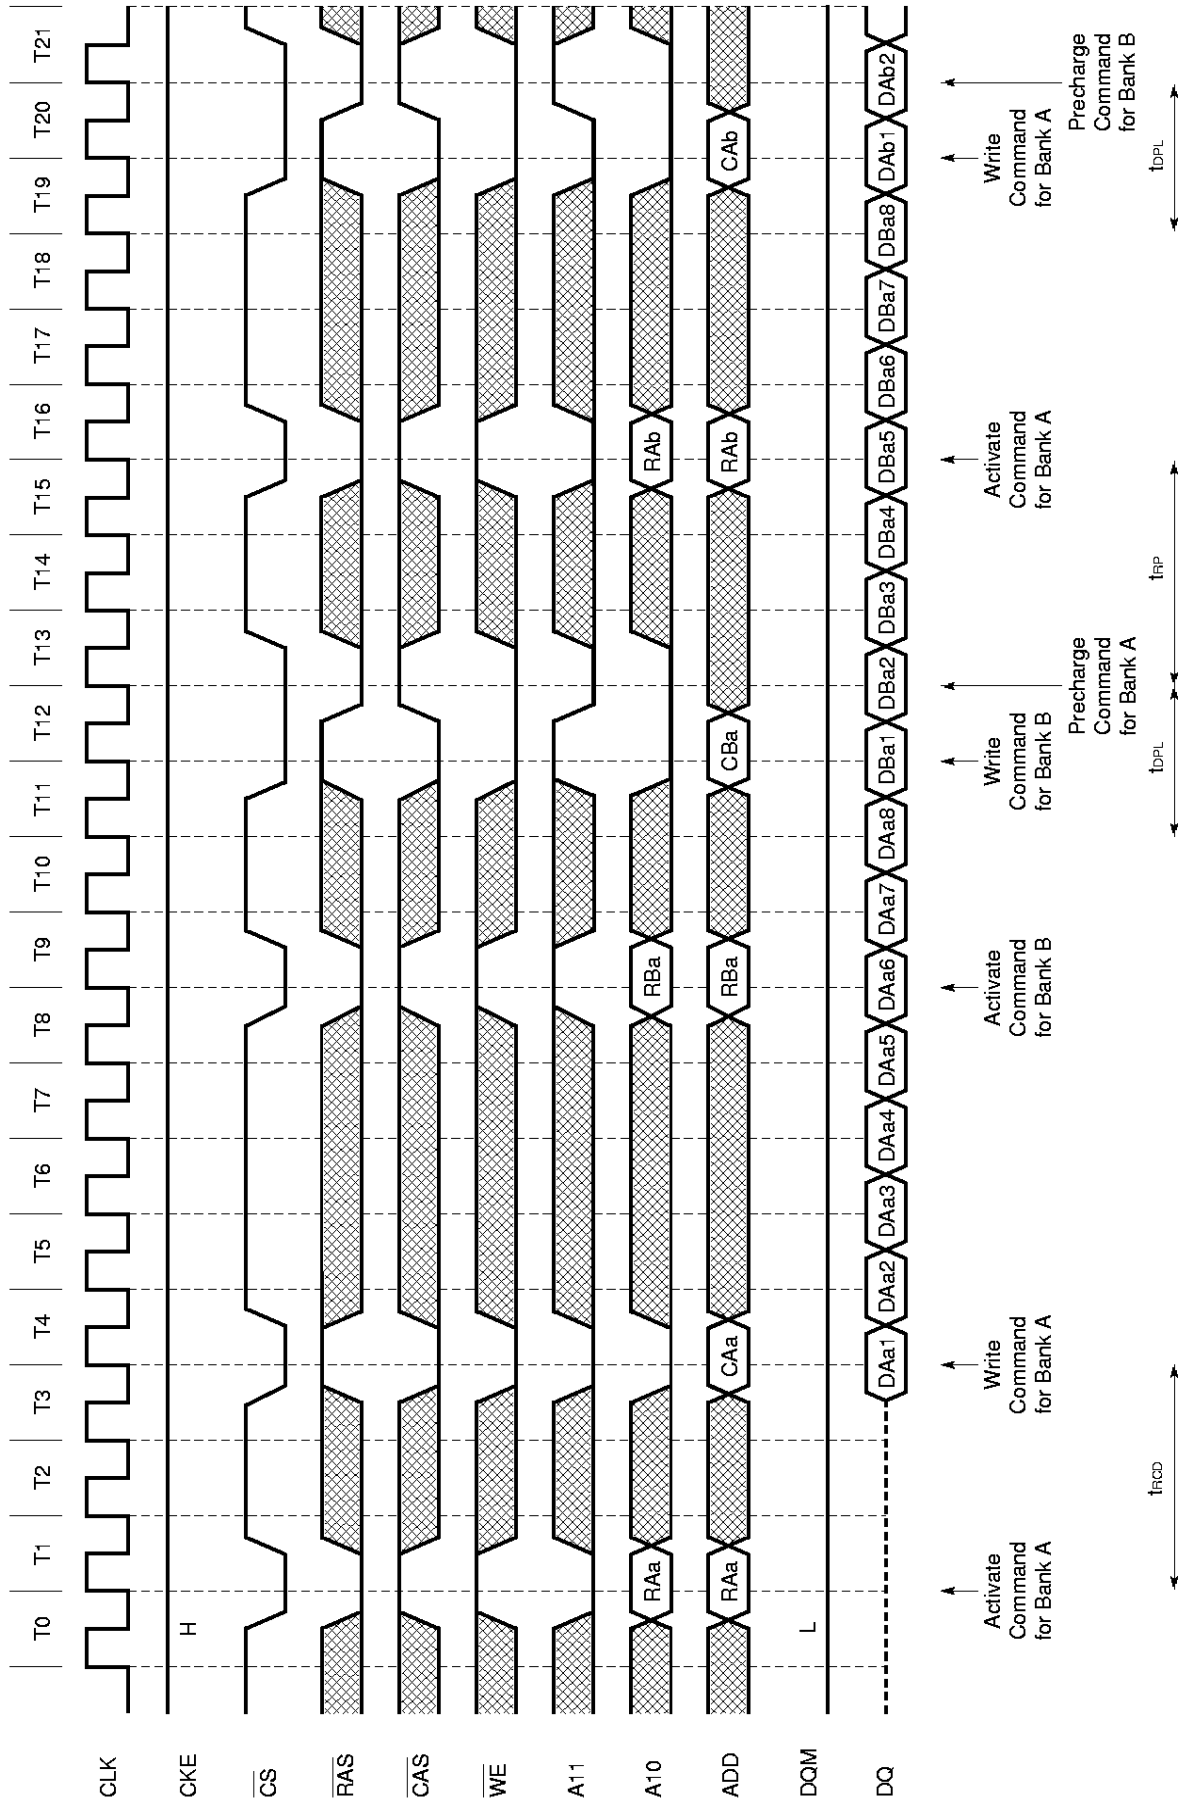 T0 T1 T2 T3 T4 T5 T6 T7 T8 T9 T10 T11 T12 T13 T14 T15 T16 T17 T18 T19 T20 T21
CLK
CKE H
CS
RAS
CAS
WE
A11
A10 RAa RBa RAb
ADD RAa CAa RBa CBa RAb CAb
DQM L
DQ DAa1 DAa2 DAa3 DAa4 DAa5 DAa6 DAa7 DAa8 DBa1 DBa2 DBa3 DBa4 DBa5 DBa6 DBa7 DBa8 DAb1 DAb2
Activate
Command
for Bank A
Write
Command
for Bank A
Activate
Command
for Bank B
Write
Command
for Bank B
Activate
Command
for Bank A
Write
Command
for Bank A
Precharge
Command
for Bank A
Precharge
Command
for Bank B
tRCD tDPL tRP tDPL